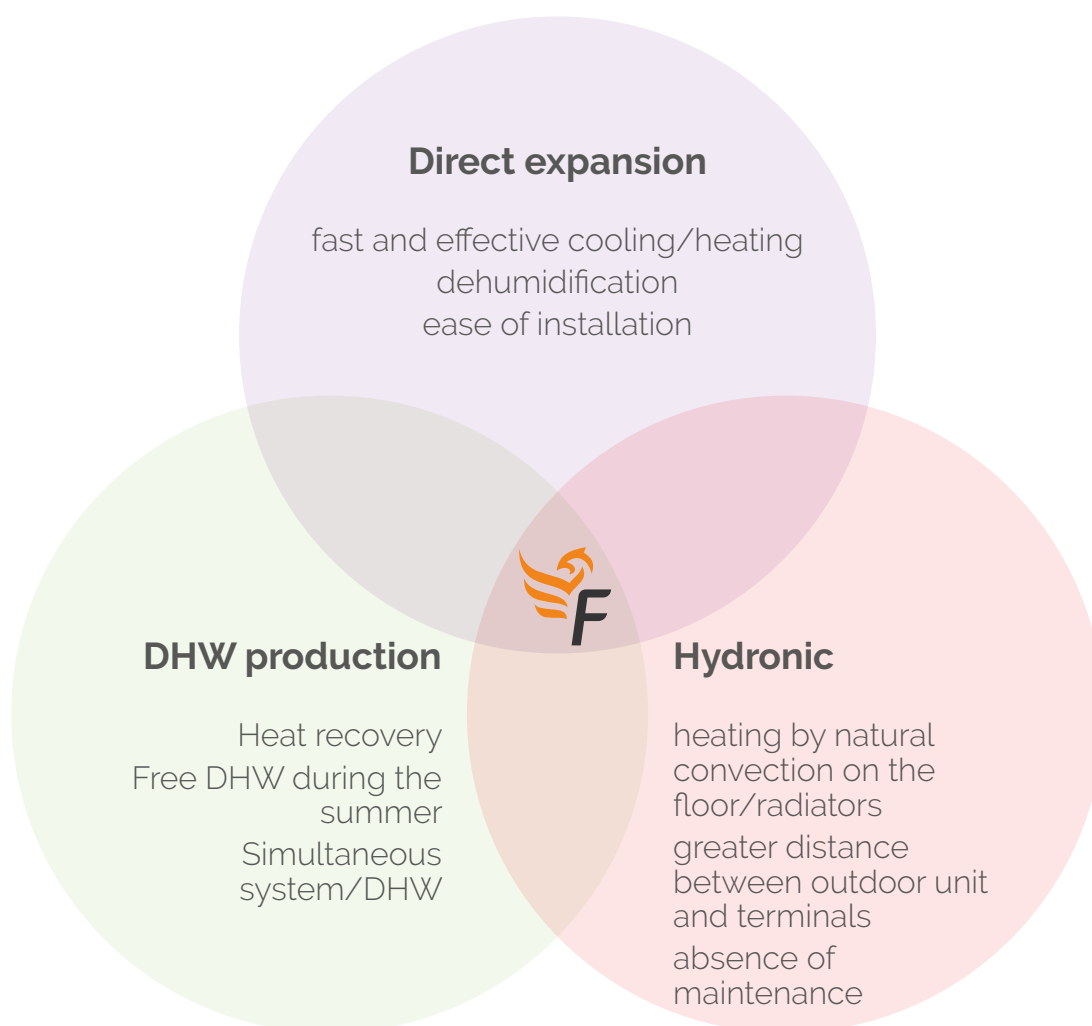 Direct expansion
fast and effective cooling/heating
dehumidification
ease of installation
F
DHW production
Heat recovery
Free DHW during the
summer
Simultaneous
system/DHW
Hydronic
heating by natural
convection on the
floor/radiators
greater distance
between outdoor unit
and terminals
absence of
maintenance